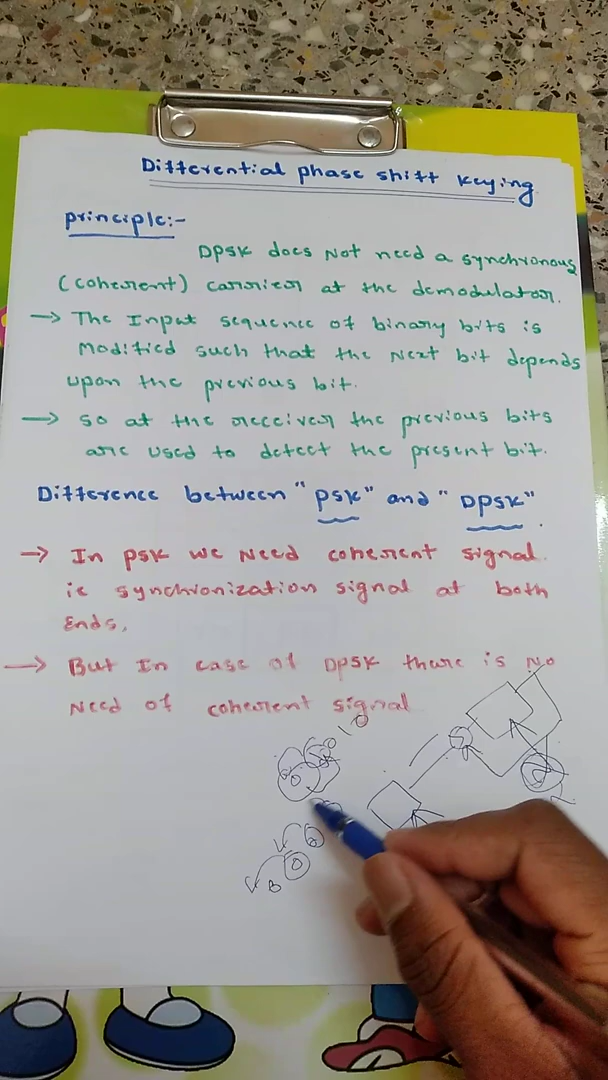 Differential phase shift keying
principle:-
DPSK does Not need a synchronous
(coherent) carrier at the demodulator.
→ The Input sequence of binary bits is
Modified such that the Next bit depends
upon the previous bit.
→ so at the receiver the previous bits
are used to detect the present bit.
Difference between "PSK" and "DPSK".
→ In PSK we Need coherent signal.
ie synchronization signal at both
Ends.
→ But In case of DPSK there is No
Need of coherent signal